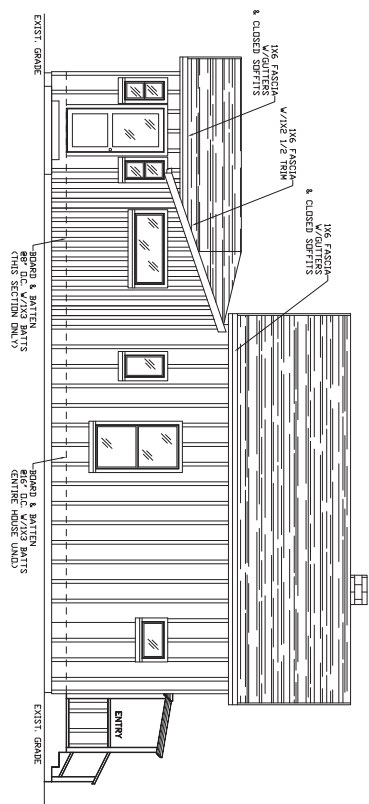 1X6 FASCIA
W/GUTTERS
& CLOSED SOFFITS
1X6 FASCIA
W/1X2 1/2 TRIM
1X6 FASCIA
W/GUTTERS
& CLOSED SOFFITS
EXIST. GRADE
BOARD & BATTEN
@8" O.C. W/1X3 BATTS
(THIS SECTION ONLY)
BOARD & BATTEN
@16" O.C. W/1X3 BATTS
(ENTIRE HOUSE U.N.O.)
ENTRY
EXIST. GRADE